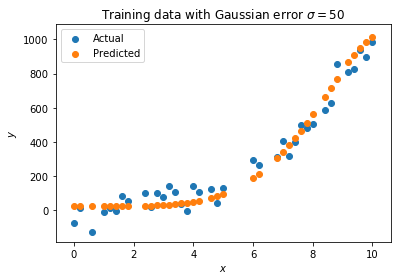 Training data with Gaussian error σ = 50
Actual
Predicted
1000
800
600
400
200
0
y
0 2 4 6 8 10
x